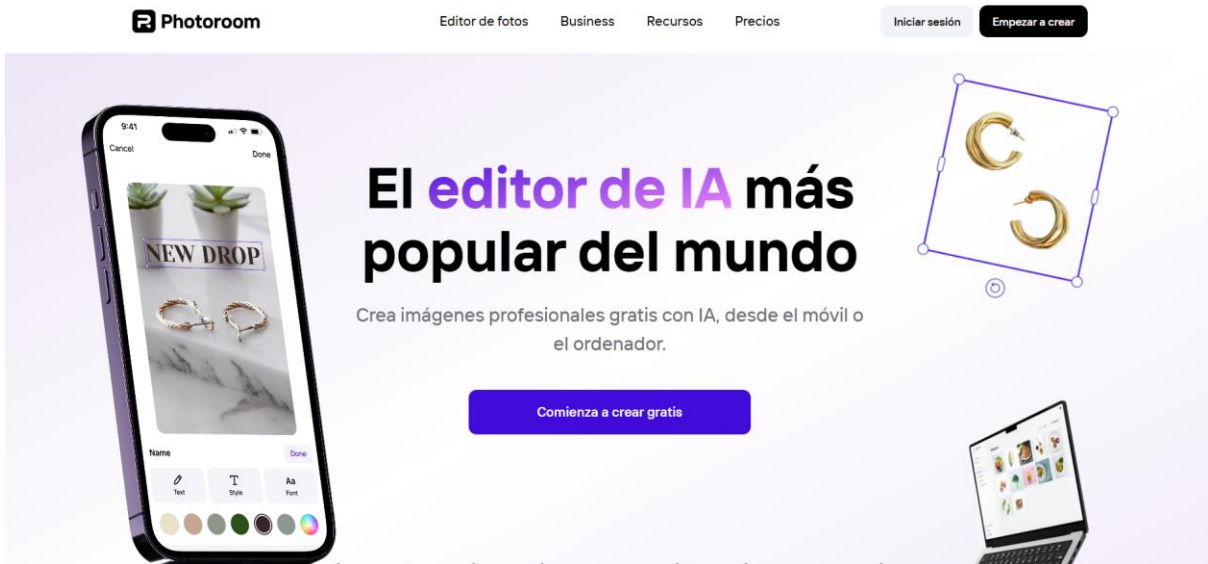 Photoroom
Editor de fotos
Business
Recursos
Precios
Iniciar sesión
Empezar a crear
9:41
Cancel
Done
NEW DROP
Name
Done
Text
T
Style
Aa
Font
El editor de IA más
popular del mundo
Crea imágenes profesionales gratis con IA, desde el móvil o
el ordenador.
Comienza a crear gratis